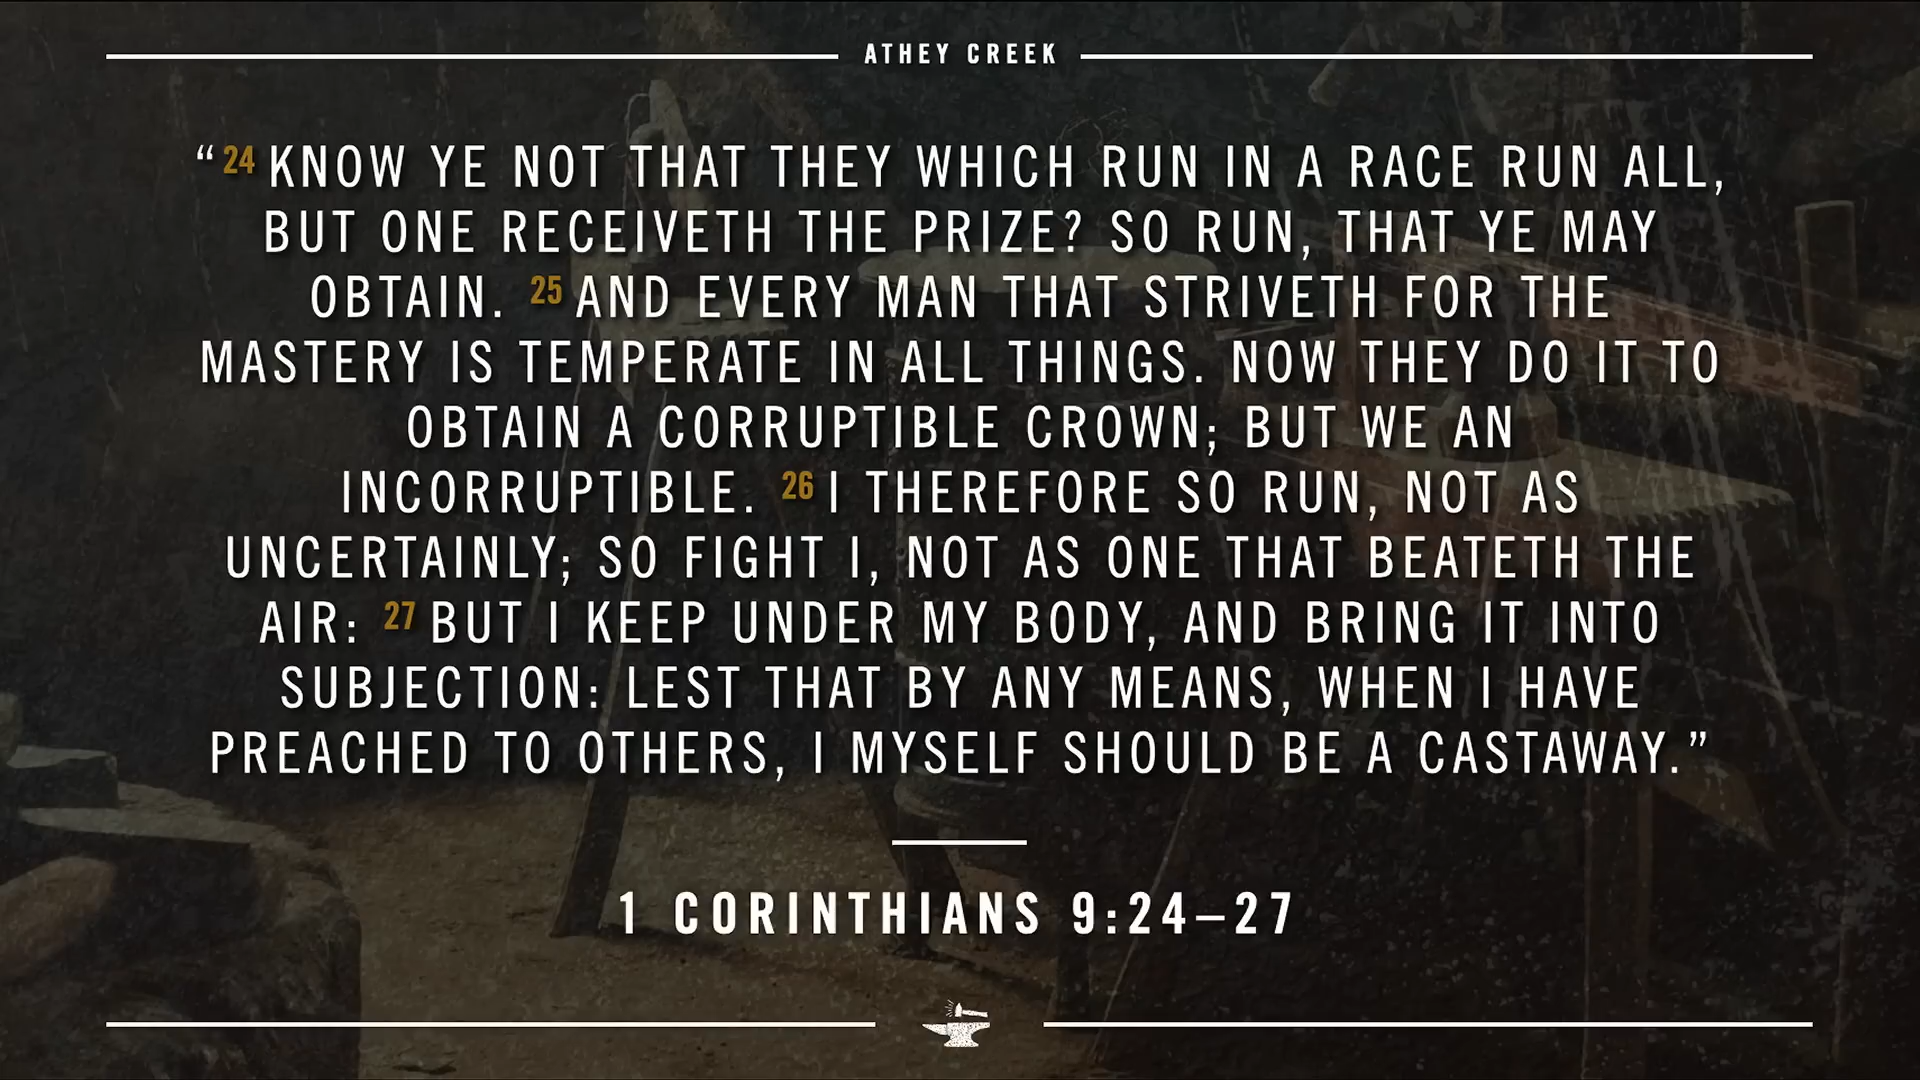 ATHEY CREEK
“24 KNOW YE NOT THAT THEY WHICH RUN IN A RACE RUN ALL,
BUT ONE RECEIVETH THE PRIZE? SO RUN, THAT YE MAY
OBTAIN. 25 AND EVERY MAN THAT STRIVETH FOR THE
MASTERY IS TEMPERATE IN ALL THINGS. NOW THEY DO IT TO
OBTAIN A CORRUPTIBLE CROWN; BUT WE AN
INCORRUPTIBLE. 26 I THEREFORE SO RUN, NOT AS
UNCERTAINLY; SO FIGHT I, NOT AS ONE THAT BEATETH THE
AIR: 27 BUT I KEEP UNDER MY BODY, AND BRING IT INTO
SUBJECTION: LEST THAT BY ANY MEANS, WHEN I HAVE
PREACHED TO OTHERS, I MYSELF SHOULD BE A CASTAWAY.”
1 CORINTHIANS 9:24–27